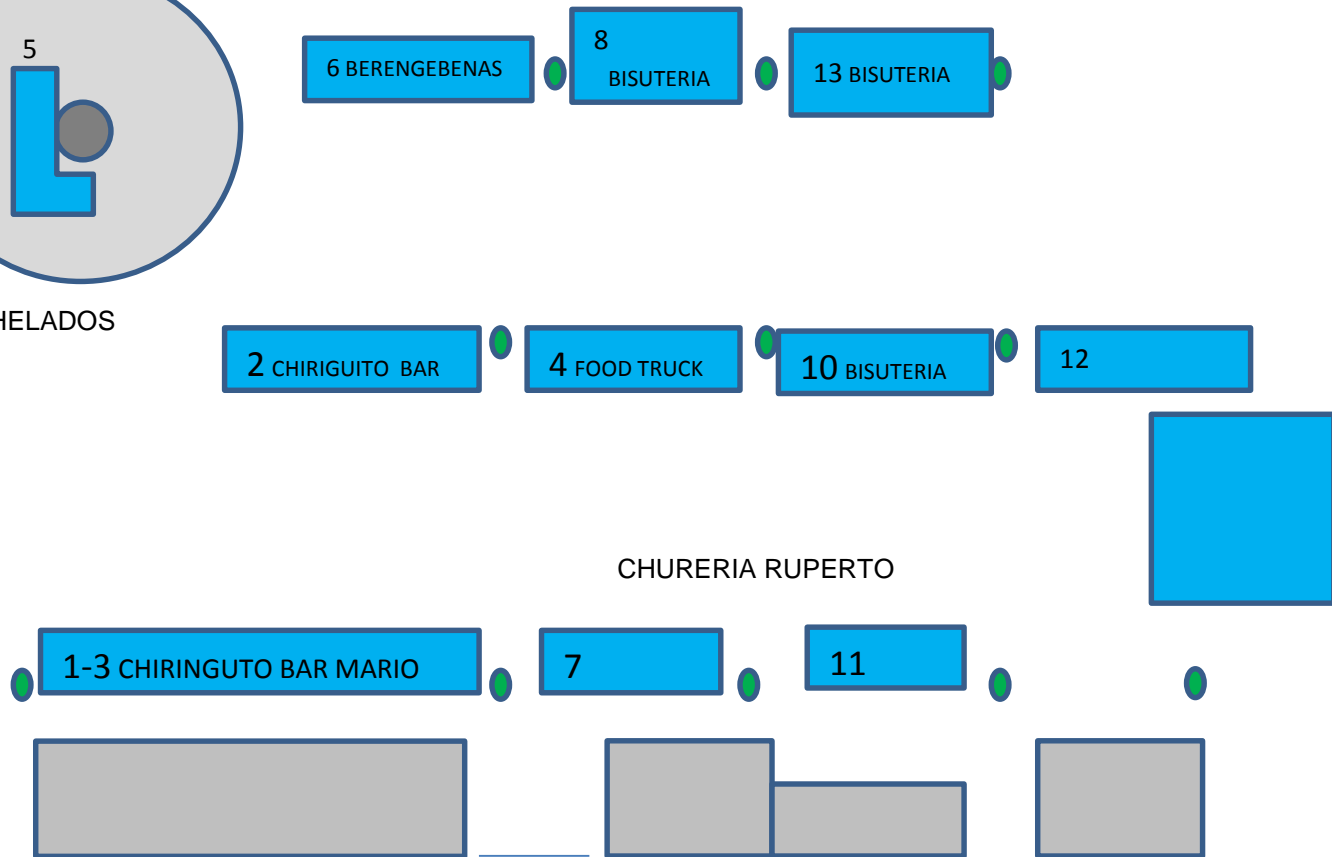 5
6 BERENGEBENAS
8
BISUTERIA
13 BISUTERIA
HELADOS
2 CHIRIGUITO BAR
4 FOOD TRUCK
10 BISUTERIA
12
CHURERIA RUPERTO
1-3 CHIRINGUTO BAR MARIO
7
11